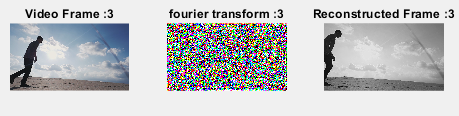 Video Frame :3
fourier transform :3
Reconstructed Frame :3